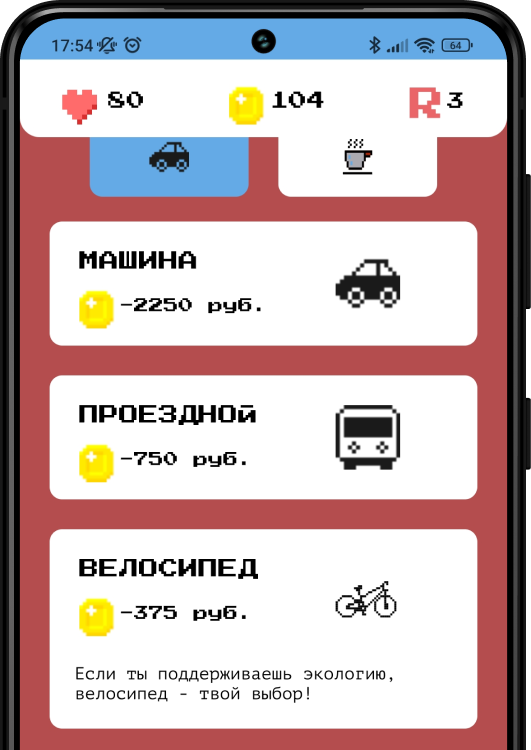 17:54 64
80 104 R 3
МАШИНА
-2250 руб.
ПРОЕЗДНОй
-750 руб.
ВЕЛОСИПЕД
-375 руб.
Если ты поддерживаешь экологию,
велосипед - твой выбор!